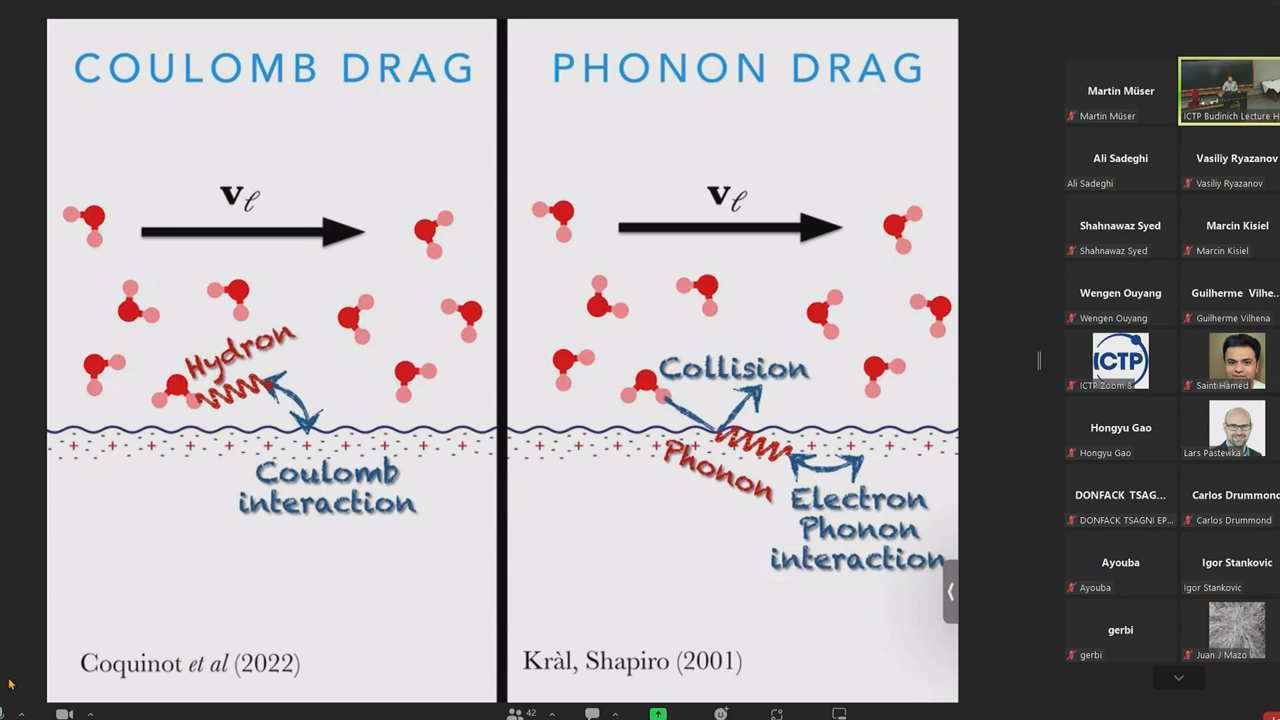 COULOMB DRAG
vℓ
Hydron
Coulomb
interaction
Coquinot et al (2022)
PHONON DRAG
vℓ
Collision
Phonon
Electron
Phonon
interaction
Kràl, Shapiro (2001)
Martin Müser
Martin Müser
ICTP Budinich Lecture H
Ali Sadeghi
Ali Sadeghi
Vasiliy Ryazanov
Vasiliy Ryazanov
Shahnawaz Syed
Shahnawaz Syed
Marcin Kisiel
Marcin Kisiel
Wengen Ouyang
Wengen Ouyang
Guilherme Vilhe...
Guilherme Vilhena
ICTP
ICTP Zoom 8
Saint Hamed
Hongyu Gao
Hongyu Gao
Lars Pastewka
DONFACK TSAG...
DONFACK TSAGNI EP...
Carlos Drummond
Carlos Drummond
Ayouba
Ayouba
Igor Stankovic
Igor Stankovic
gerbi
gerbi
Juan J Mazo
42